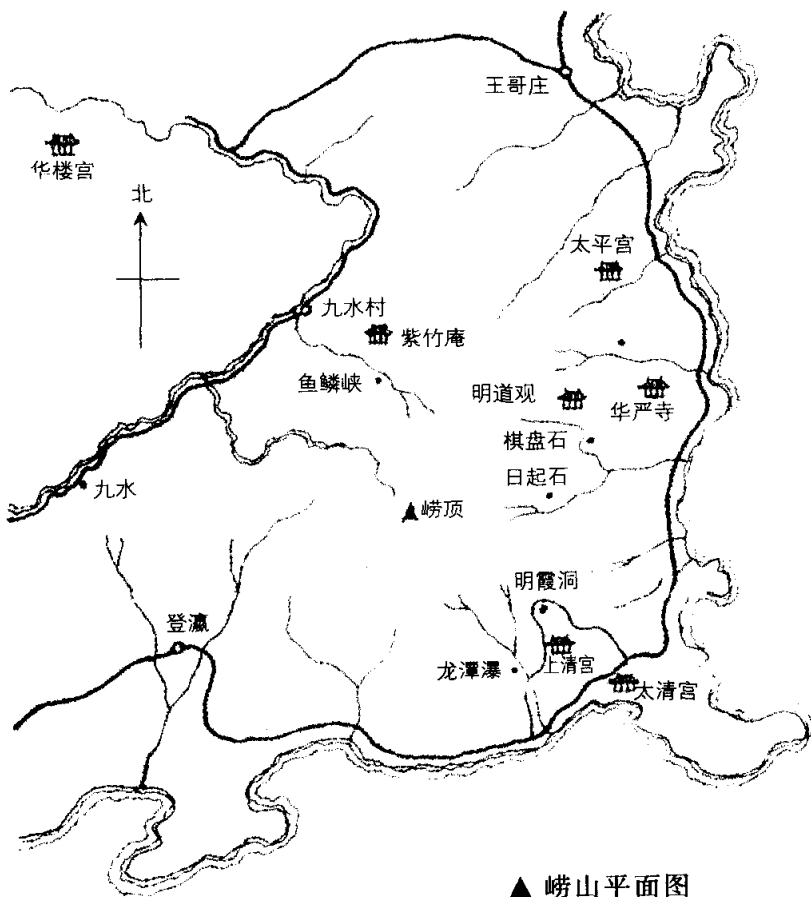 王哥庄
华楼宫
北
太平宫
九水村
紫竹庵
鱼鳞峡
明道观
华严寺
棋盘石
日起石
九水
崂顶
明霞洞
登瀛
上清宫
龙潭瀑
太清宫
崂山平面图